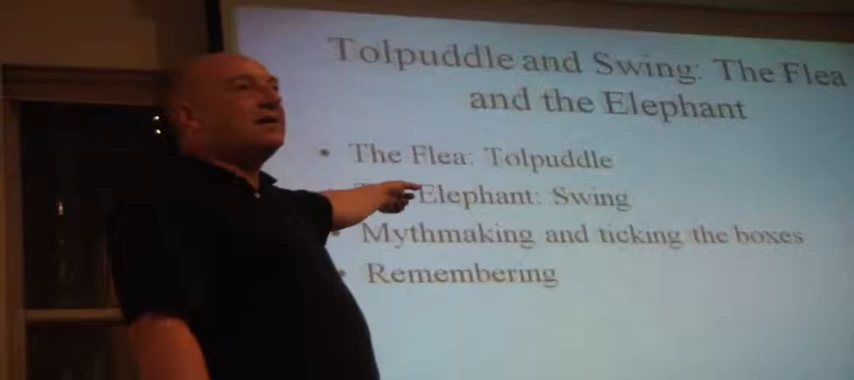 Tolpuddle and Swing: The Flea
and the Elephant
• The Flea: Tolpuddle
Elephant: Swing
• Mythmaking and ticking the boxes
• Remembering